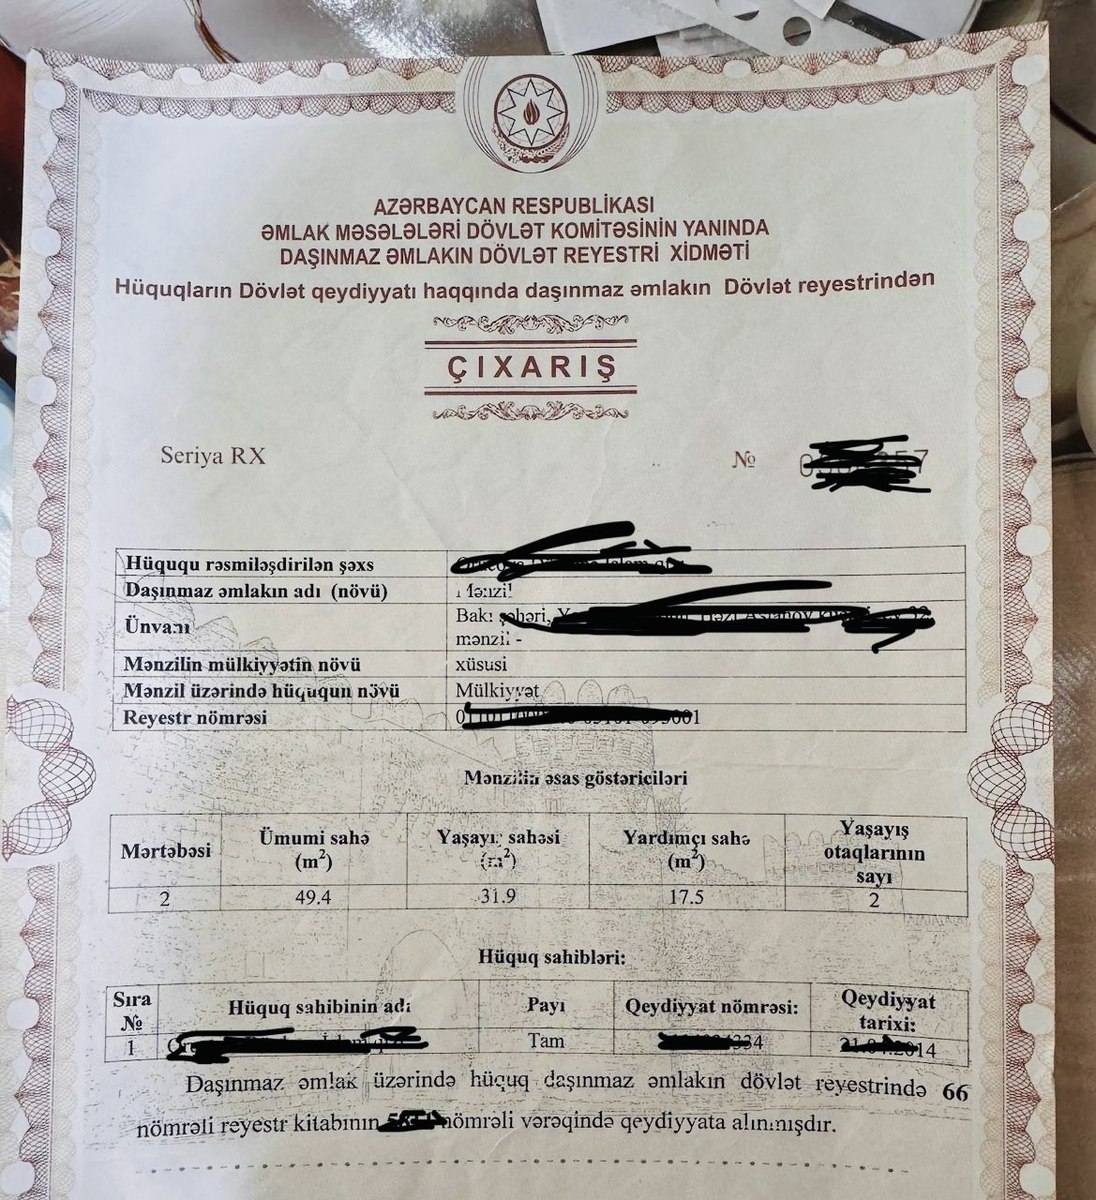 AZƏRBAYCAN RESPUBLİKASI
ƏMLAK MƏSƏLƏLƏRİ DÖVLƏT KOMİTƏSİNİN YANINDA
DAŞINMAZ ƏMLAKIN DÖVLƏT REYESTRİ XİDMƏTİ
Hüquqların Dövlət qeydiyyatı haqqında daşınmaz əmlakın Dövlət reyestrindən
ÇIXARIŞ
Seriya RX №
Hüququ rəsmiləşdirilən şəxs
Daşınmaz əmlakın adı (növü) Mənzil
Ünvanı Bakı şəhəri,
mənzil -
Mənzilin mülkiyyətin növü xüsusi
Mənzil üzərində hüququn növü Mülkiyyət
Reyestr nömrəsi
Mənzilin əsas göstəriciləri
Mərtəbəsi Ümumi sahə (m²) Yaşayış sahəsi (m²) Yardımçı sahə (m²) Yaşayış otaqlarının sayı
2 49.4 31.9 17.5 2
Hüquq sahibləri:
Sıra № Hüquq sahibinin adı Payı Qeydiyyat nömrəsi: Qeydiyyat tarixi:
1 Tam
Daşınmaz əmlak üzərində hüquq daşınmaz əmlakın dövlət reyestrində 66
nömrəli reyestr kitabının nömrəli vərəqində qeydiyyata alınmışdır.